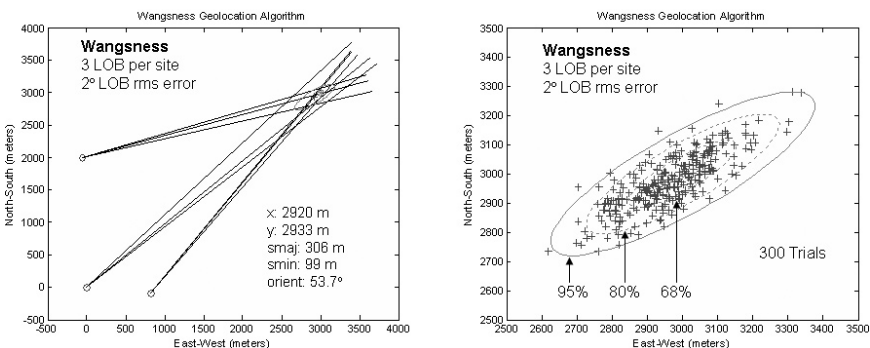 Wangsness Geolocation Algorithm
4000
3500
3000
2500
2000
1500
1000
500
0
-500
North-South (meters)
Wangsness
3 LOB per site
2º LOB rms error
x: 2920 m
y: 2933 m
smaj: 306 m
smin: 99 m
orient: 53.7º
-500 0 500 1000 1500 2000 2500 3000 3500 4000
East-West (meters)
Wangsness Geolocation Algorithm
3500
3400
3300
3200
3100
3000
2900
2800
2700
2600
2500
North-South (meters)
Wangsness
3 LOB per site
2º LOB rms error
300 Trials
95% 80% 68%
2500 2600 2700 2800 2900 3000 3100 3200 3300 3400 3500
East-West (meters)